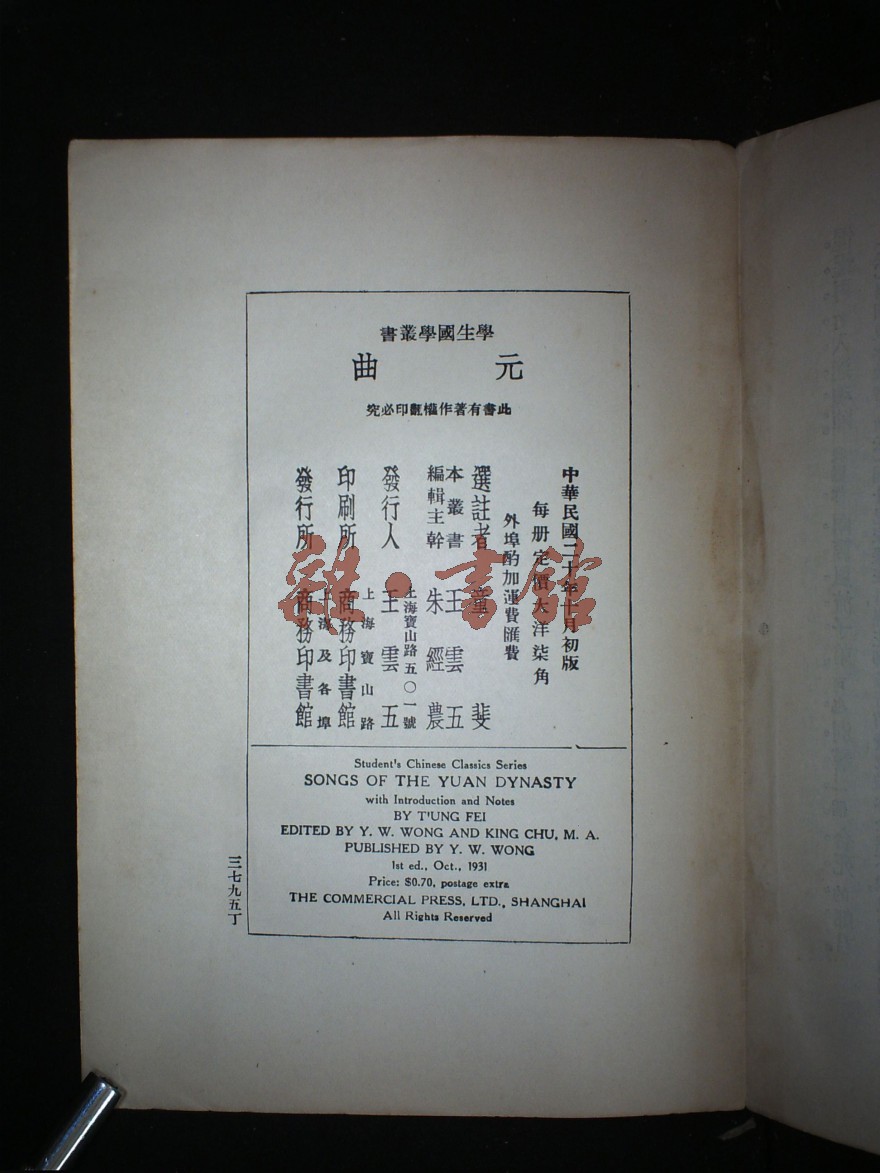 學生國學叢書
元曲
此書有著作權翻印必究
中華民國二十年十月初版
每册定價大洋柒角
外埠酌加運費匯費
選註者 童斐
本叢書 王雲五
編輯主幹 朱經農
上海寶山路五〇一號
發行人 王雲五
上海寶山路
印刷所 商務印書館
上海及各埠
發行所 商務印書館
Student's Chinese Classics Series
SONGS OF THE YUAN DYNASTY
with Introduction and Notes
BY T'UNG FEI
EDITED BY Y. W. WONG AND KING CHU, M. A.
PUBLISHED BY Y. W. WONG
1st ed., Oct., 1931
Price: $0.70, postage extra
THE COMMERCIAL PRESS, LTD., SHANGHAI
All Rights Reserved
三七九五丁